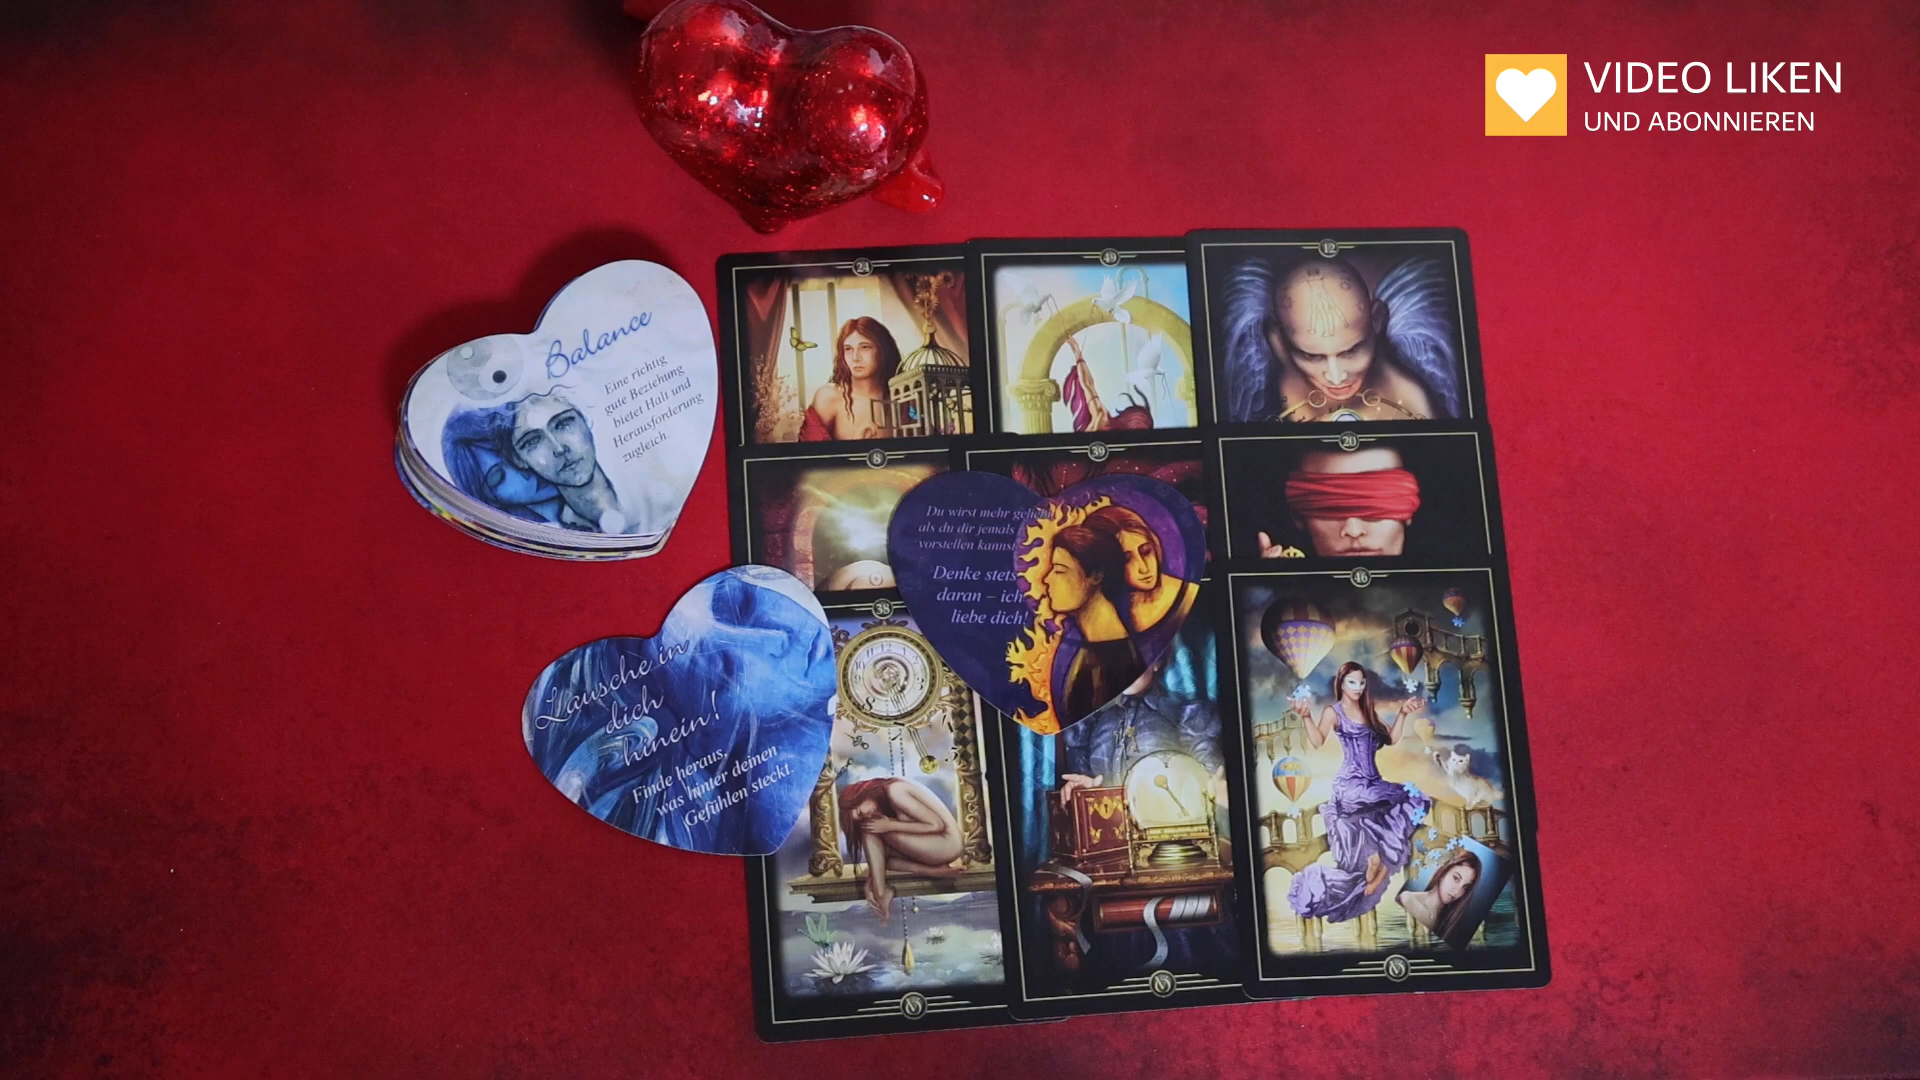 VIDEO LIKEN
UND ABONNIEREN
24
49
12
Balance
Eine richtig
gute Beziehung
bietet Halt und
Herausforderung
zugleich.
8
39
20
Du wirst mehr geliebt
als du dir jemals
vorstellen kannst
Denke stets
daran – ich
liebe dich!
38
46
Lausche in
dich
hinein!
Finde heraus,
was hinter deinen
Gefühlen steckt.